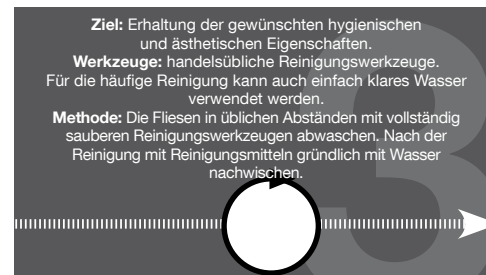 Ziel: Erhaltung der gewünschten hygienischen
und ästhetischen Eigenschaften.
Werkzeuge: handelsübliche Reinigungswerkzeuge.
Für die häufige Reinigung kann auch einfach klares Wasser
verwendet werden.
Methode: Die Fliesen in üblichen Abständen mit vollständig
sauberen Reinigungswerkzeugen abwaschen. Nach der
Reinigung mit Reinigungsmitteln gründlich mit Wasser
nachwischen.
3